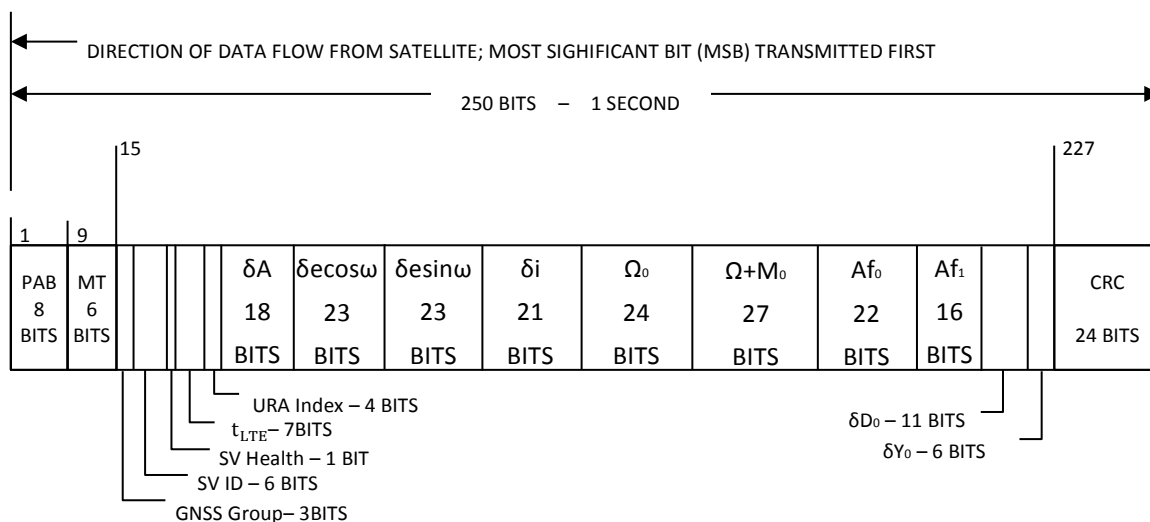 DIRECTION OF DATA FLOW FROM SATELLITE; MOST SIGHIFICANT BIT (MSB) TRANSMITTED FIRST
250 BITS – 1 SECOND
15
227
1
9
PAB
8
BITS
MT
6
BITS
δA
18
BITS
δecosω
23
BITS
δesinω
23
BITS
δi
21
BITS
Ω₀
24
BITS
Ω+M₀
27
BITS
Af₀
22
BITS
Af₁
16
BITS
CRC
24 BITS
URA Index – 4 BITS
t_LTE – 7BITS
SV Health – 1 BIT
SV ID – 6 BITS
GNSS Group– 3BITS
δD₀ – 11 BITS
δY₀ – 6 BITS